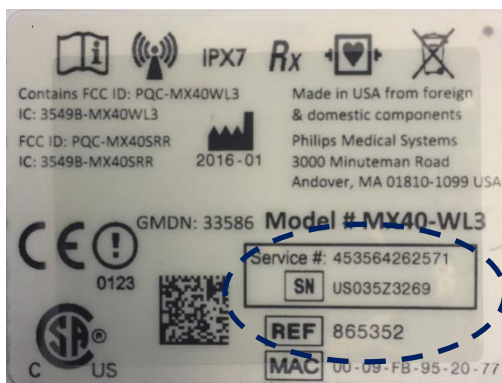 IPX7 Rx
Contains FCC ID: PQC-MX40WL3
IC: 3549B-MX40WL3
FCC ID: PQC-MX40SRR
IC: 3549B-MX40SRR
2016-01
Made in USA from foreign
& domestic components
Philips Medical Systems
3000 Minuteman Road
Andover, MA 01810-1099 USA
GMDN: 33586 Model # MX40-WL3
CE
0123
Service #: 453564262571
SN US035Z3269
REF 865352
MAC 00-09-FB-95-20-77
SA ®
C US